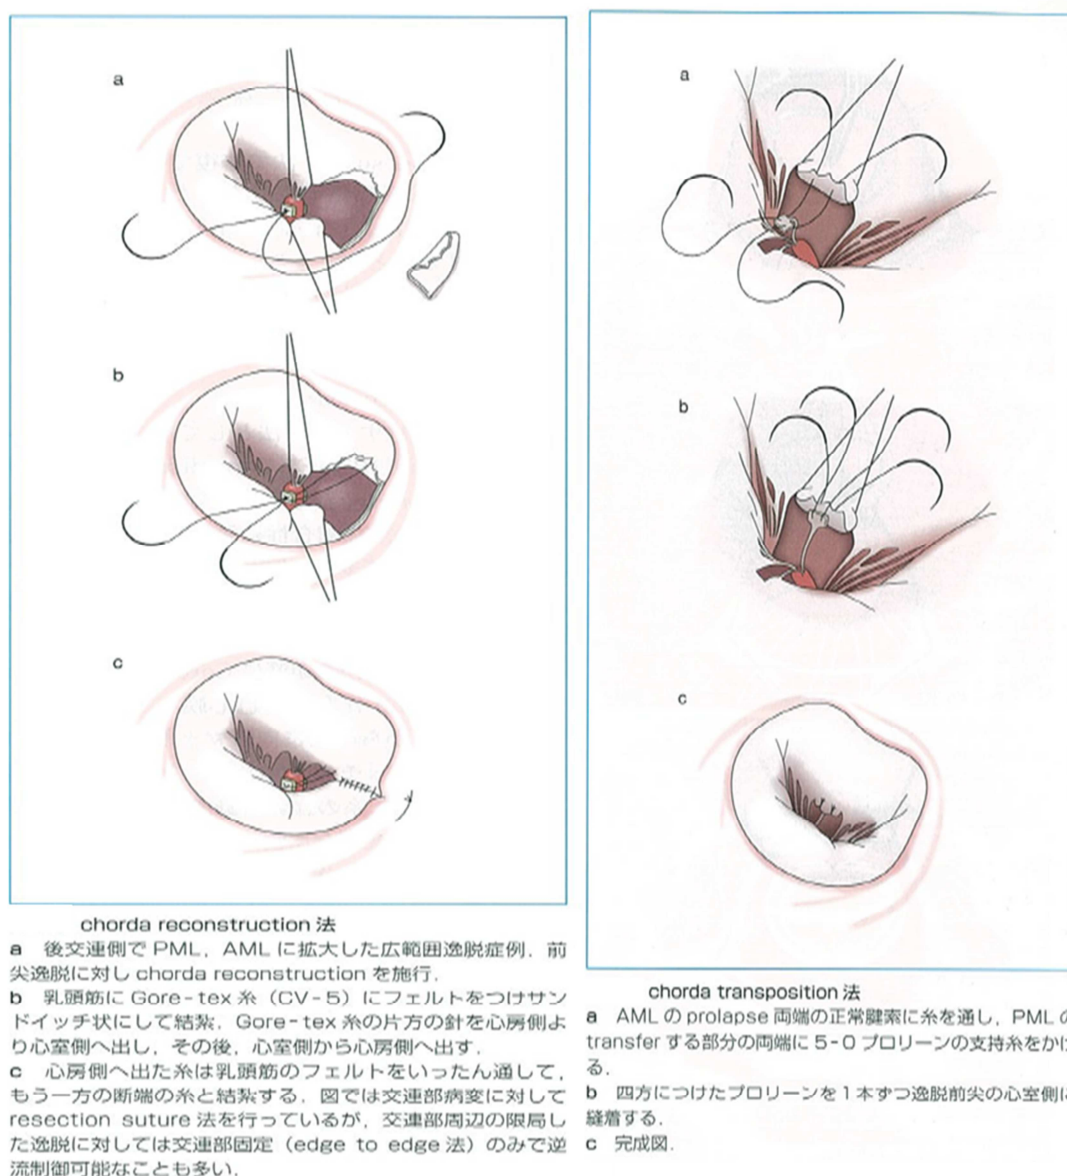 a
b
c
chorda reconstruction 法
a 後交連側で PML，AML に拡大した広範囲逸脱症例．前
尖逸脱に対し chorda reconstruction を施行．
b 乳頭筋に Gore-tex 糸（CV-5）にフェルトをつけサン
ドイッチ状にして結紮．Gore-tex 糸の片方の針を心房側よ
り心室側へ出し，その後，心室側から心房側へ出す．
c 心房側へ出た糸は乳頭筋のフェルトをいったん通して，
もう一方の断端の糸と結紮する．図では交連部病変に対して
resection suture 法を行っているが，交連部周辺の限局し
た逸脱に対しては交連部固定（edge to edge 法）のみで逆
流制御可能なことも多い．
a
b
c
chorda transposition 法
a AML の prolapse 両端の正常腱索に糸を通し，PML の
transfer する部分の両端に 5-0 プロリーンの支持糸をかけ
る．
b 四方につけたプロリーンを 1 本ずつ逸脱前尖の心室側に
縫着する．
c 完成図．